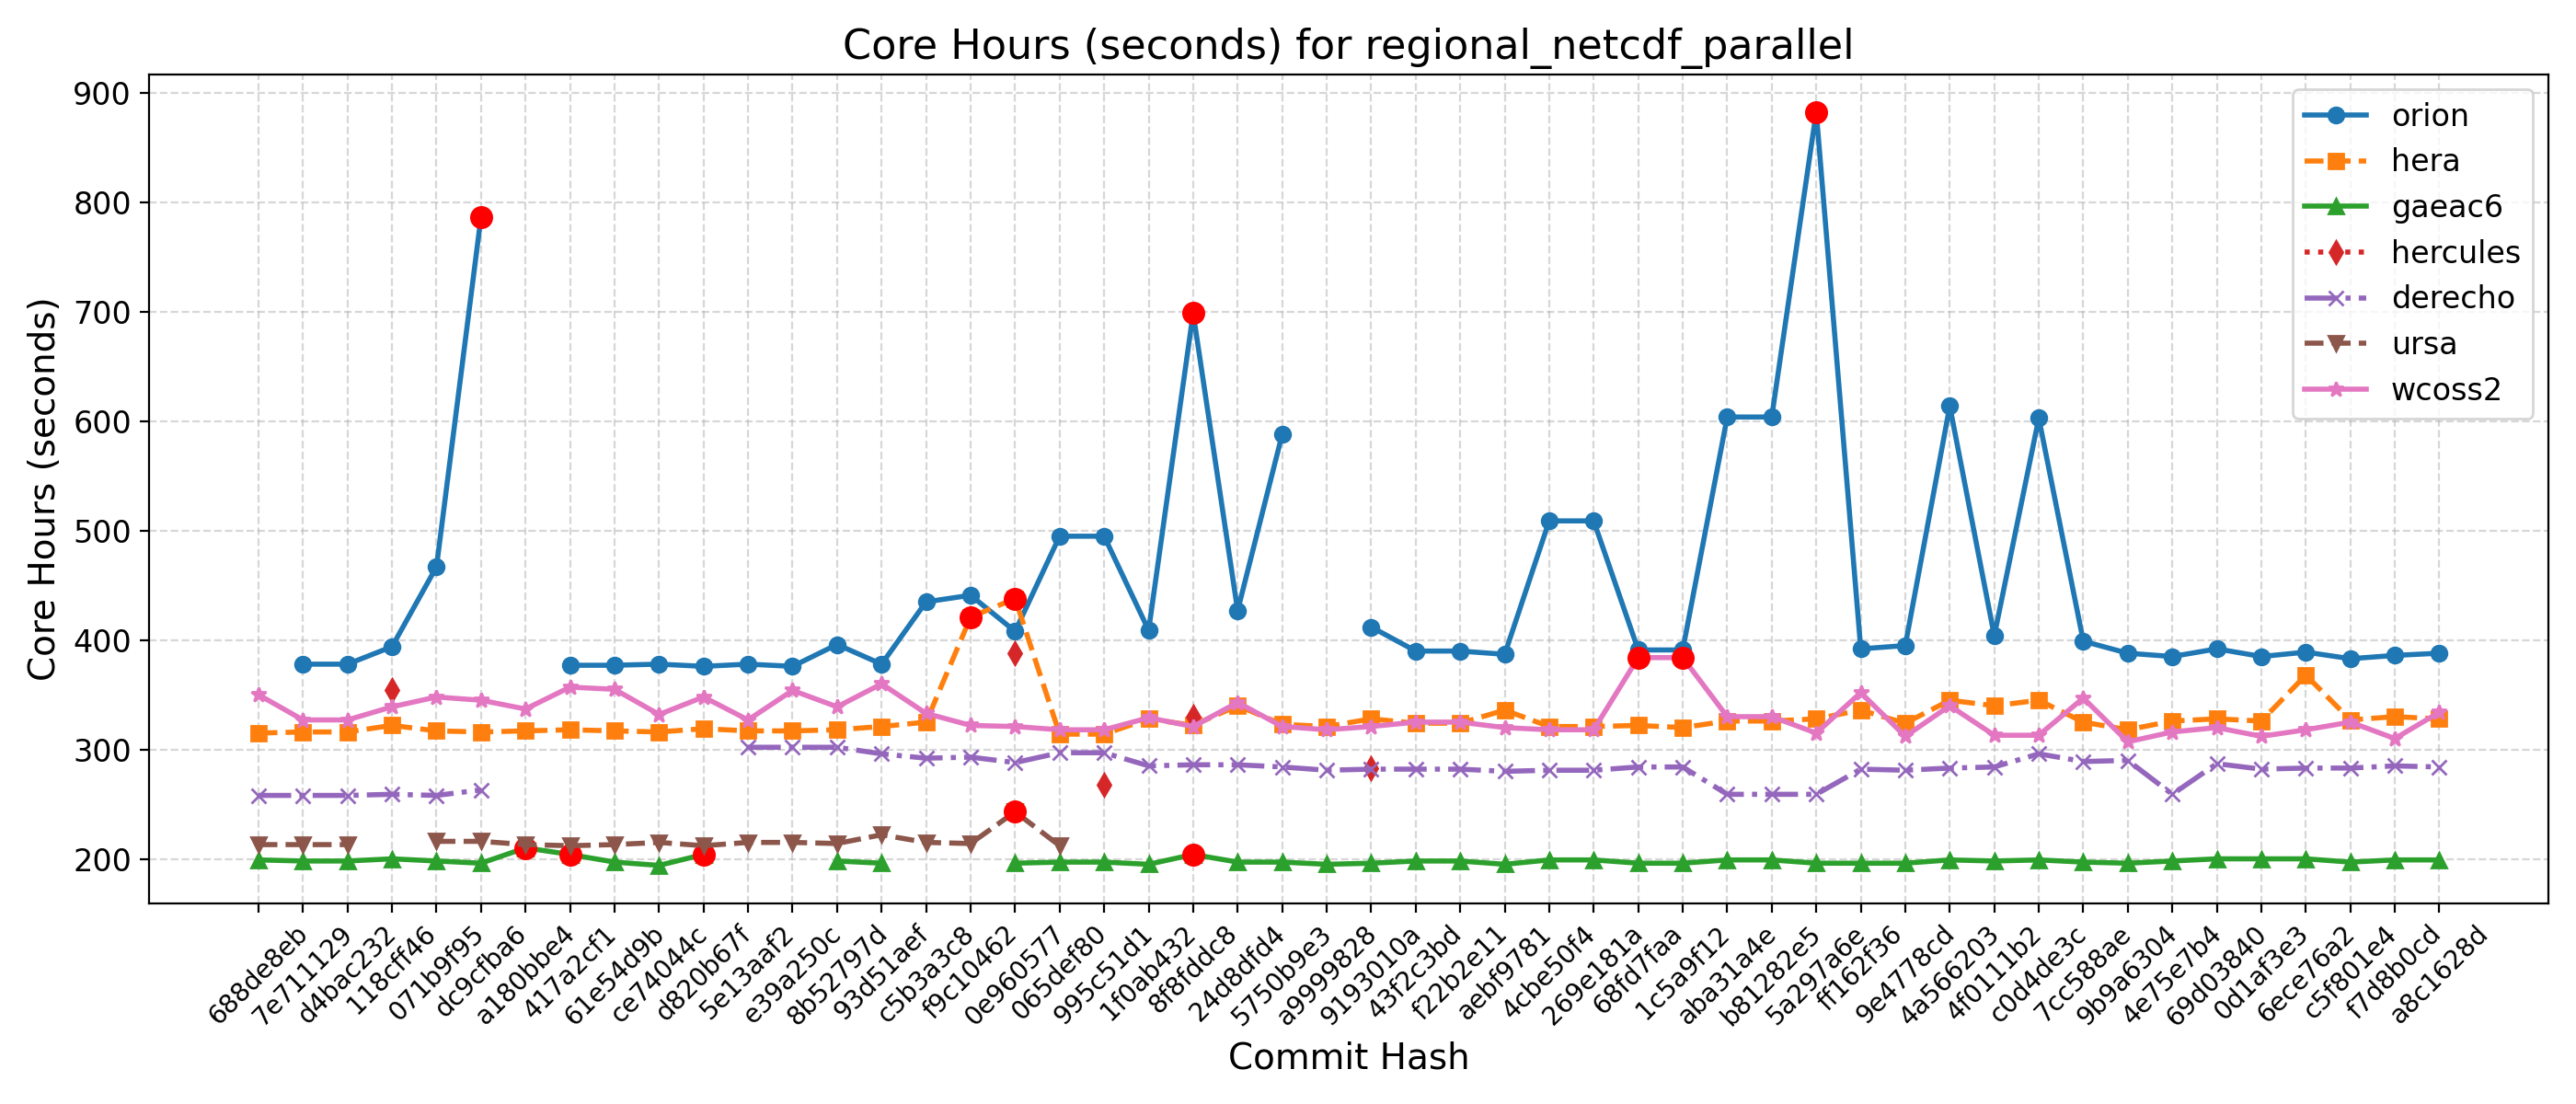 Core Hours (seconds) for regional_netcdf_parallel
Core Hours (seconds)
900
800
700
600
500
400
300
200
orion
hera
gaeac6
hercules
derecho
ursa
wcoss2
688de8eb
7e711129
d4bac232
118cff46
071b9f95
dc9cfba6
a180bbe4
417a2cf1
61e54d9b
ce74044c
d820b67f
5e13aaf2
e39a250c
8b52797d
93d51aef
c5b3a3c8
f9c10462
0e960577
065def80
995c51d1
1f0ab432
8f8fddc8
24d8dfd4
5750b9e3
a9999828
9193010a
43f2c3bd
f22b2e11
aebf9781
4cbe50f4
269e181a
68fd7faa
1c5a9f12
aba31a4e
b81282e5
5a297a6e
ff162f36
9e4778cd
4a566203
4f0111b2
c0d4de3c
7cc588ae
9b9a6304
4e75e7b4
69d03840
0d1af3e3
6ece76a2
c5f801e4
f7d8b0cd
a8c1628d
Commit Hash